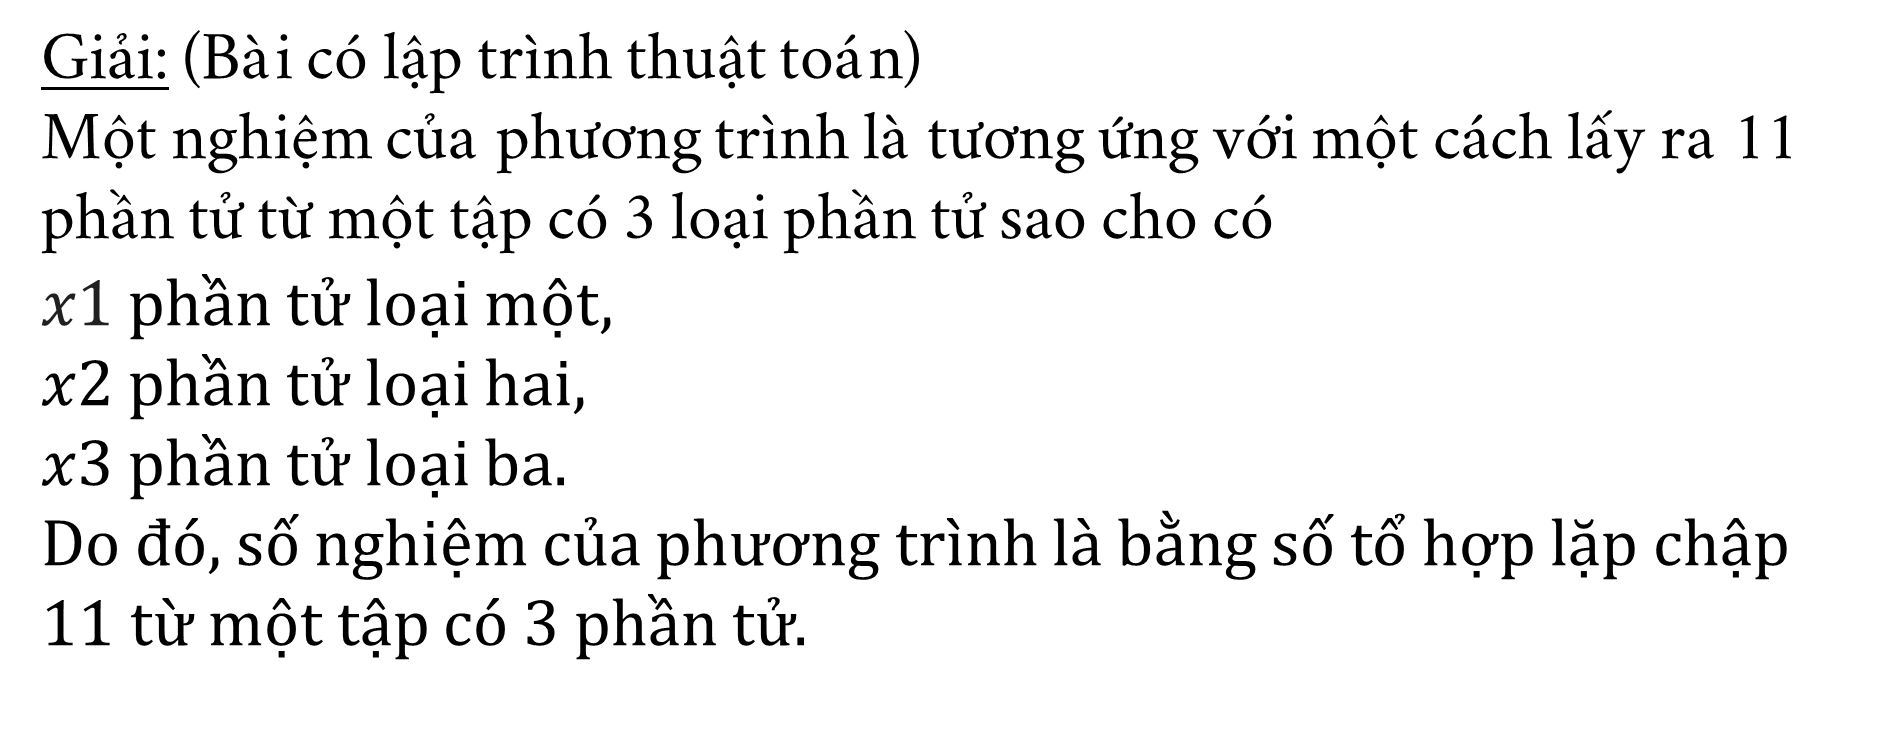 Giải: (Bài có lập trình thuật toán)
Một nghiệm của phương trình là tương ứng với một cách lấy ra 11
phần tử từ một tập có 3 loại phần tử sao cho có
x1 phần tử loại một,
x2 phần tử loại hai,
x3 phần tử loại ba.
Do đó, số nghiệm của phương trình là bằng số tổ hợp lặp chập
11 từ một tập có 3 phần tử.